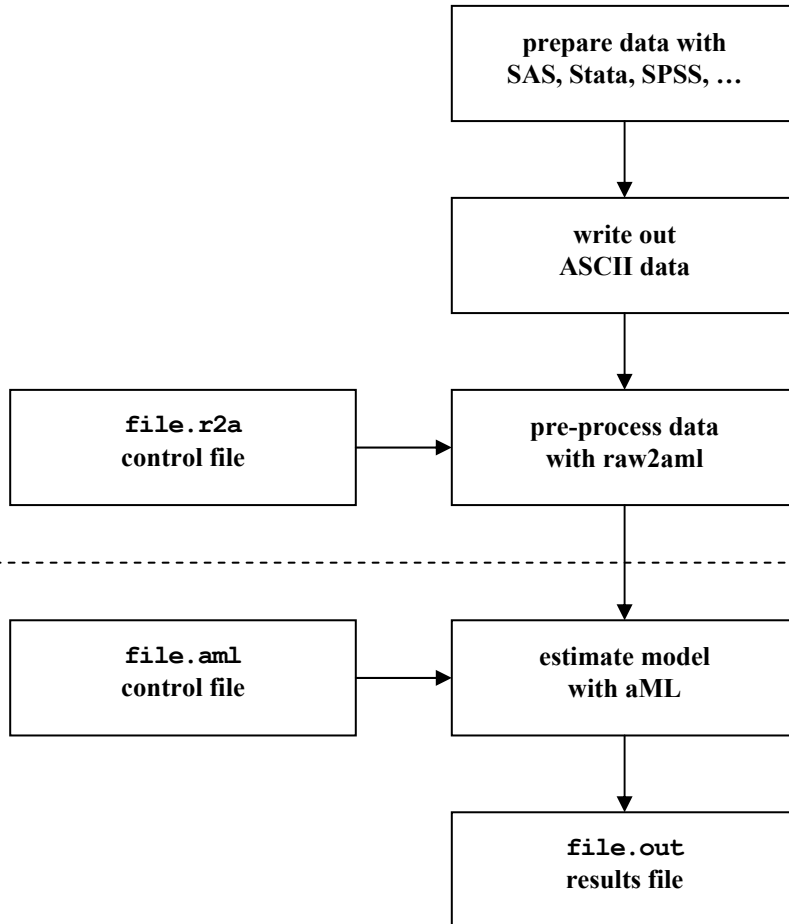 prepare data with
SAS, Stata, SPSS, …
write out
ASCII data
file.r2a
control file
pre-process data
with raw2aml
file.aml
control file
estimate model
with aML
file.out
results file